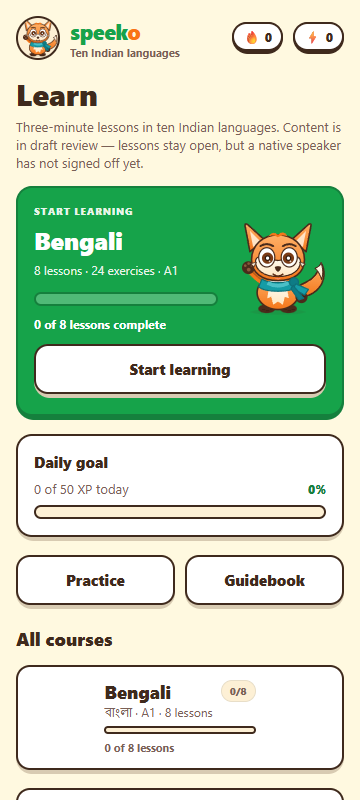 speeko
Ten Indian languages
0
0
Learn
Three-minute lessons in ten Indian languages. Content is
in draft review — lessons stay open, but a native speaker
has not signed off yet.
START LEARNING
Bengali
8 lessons · 24 exercises · A1
0 of 8 lessons complete
Start learning
Daily goal
0 of 50 XP today
0%
Practice
Guidebook
All courses
Bengali
0/8
বাংলা · A1 · 8 lessons
0 of 8 lessons